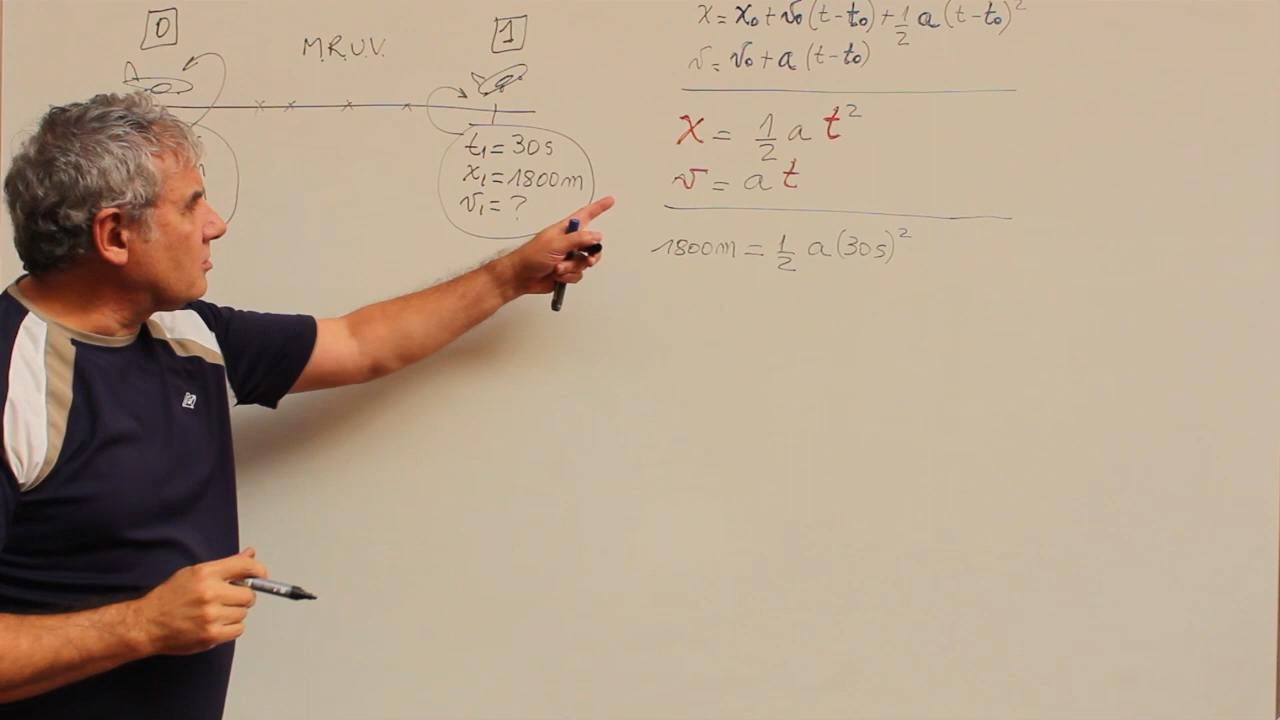 0
M.R.U.V.
1
t₁ = 30s
x₁ = 1800m
v₁ = ?
x = x₀ + v₀ (t - t₀) + 1/2 a (t - t₀)²
v = v₀ + a (t - t₀)
x = 1/2 a t²
v = a t
1800m = 1/2 a (30s)²